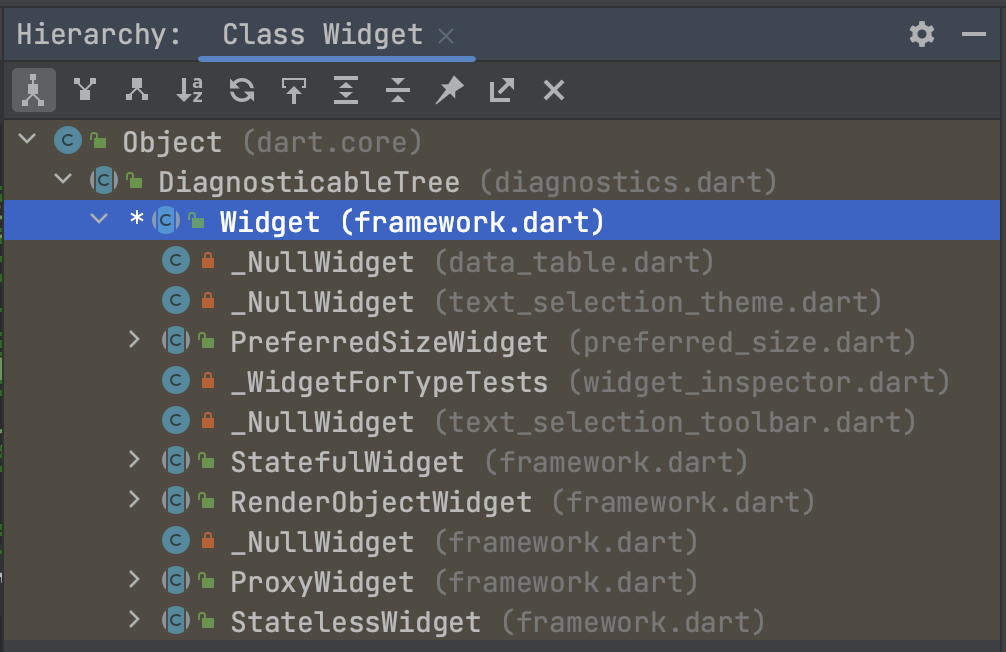 Hierarchy: Class Widget
Object (dart.core)
DiagnosticableTree (diagnostics.dart)
* Widget (framework.dart)
_NullWidget (data_table.dart)
_NullWidget (text_selection_theme.dart)
PreferredSizeWidget (preferred_size.dart)
_WidgetForTypeTests (widget_inspector.dart)
_NullWidget (text_selection_toolbar.dart)
StatefulWidget (framework.dart)
RenderObjectWidget (framework.dart)
_NullWidget (framework.dart)
ProxyWidget (framework.dart)
StatelessWidget (framework.dart)